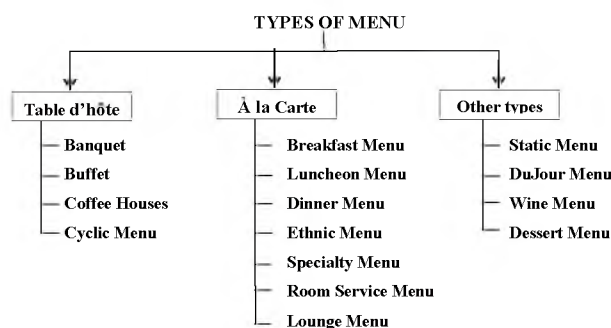 TYPES OF MENU
Table d'hôte
Banquet
Buffet
Coffee Houses
Cyclic Menu
À la Carte
Breakfast Menu
Luncheon Menu
Dinner Menu
Ethnic Menu
Specialty Menu
Room Service Menu
Lounge Menu
Other types
Static Menu
DuJour Menu
Wine Menu
Dessert Menu